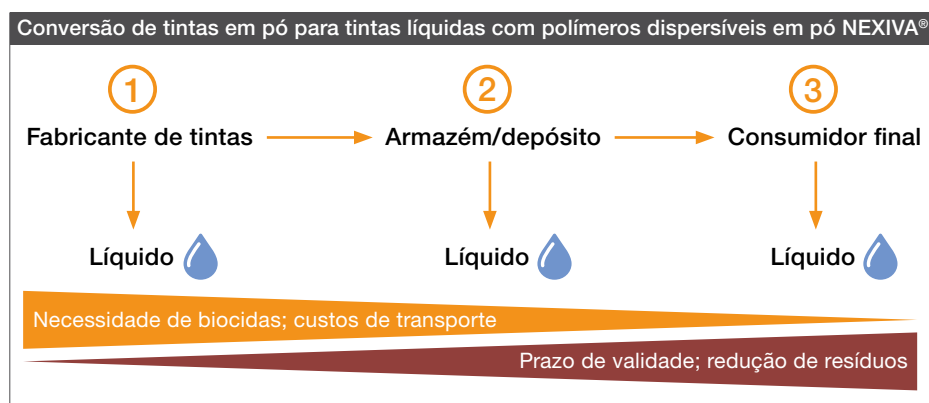 Conversão de tintas em pó para tintas líquidas com polímeros dispersíveis em pó NEXIVA®
1 2 3
Fabricante de tintas Armazém/depósito Consumidor final
Líquido Líquido Líquido
Necessidade de biocidas; custos de transporte
Prazo de validade; redução de resíduos